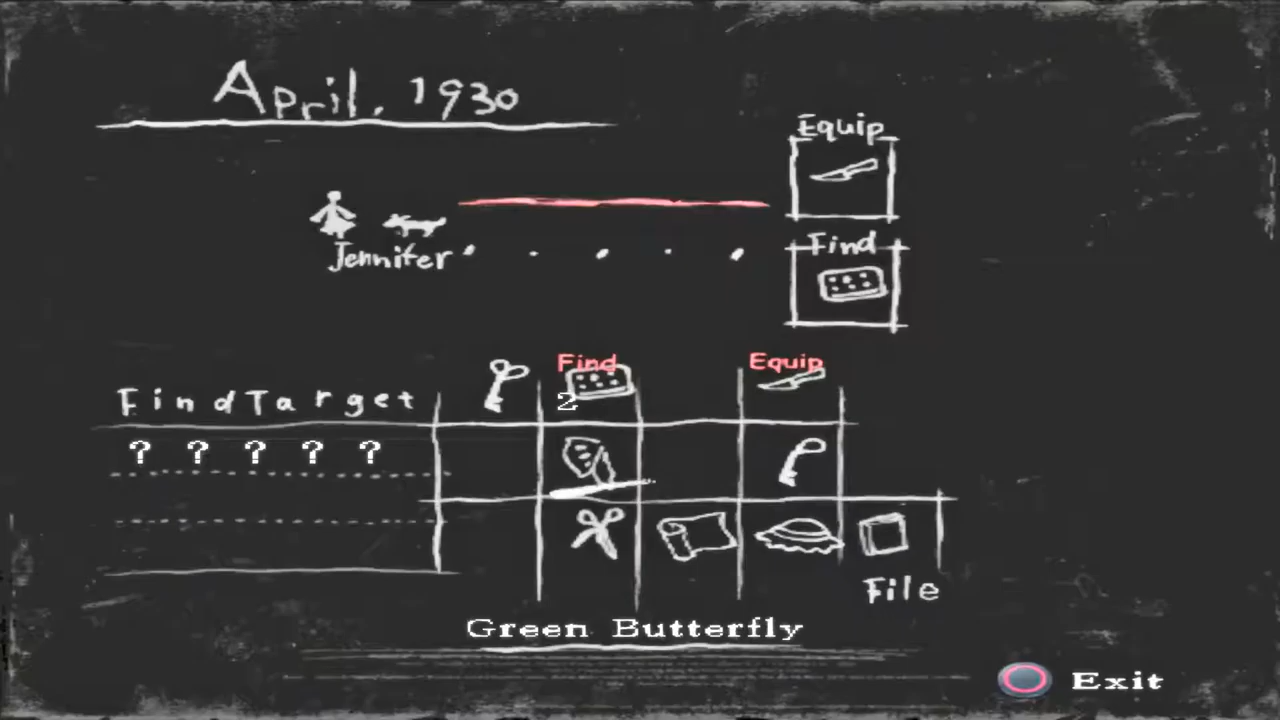 April, 1930
Equip
Jennifer
Find
Find
Equip
2
FindTarget
? ? ? ? ?
File
Green Butterfly
Exit